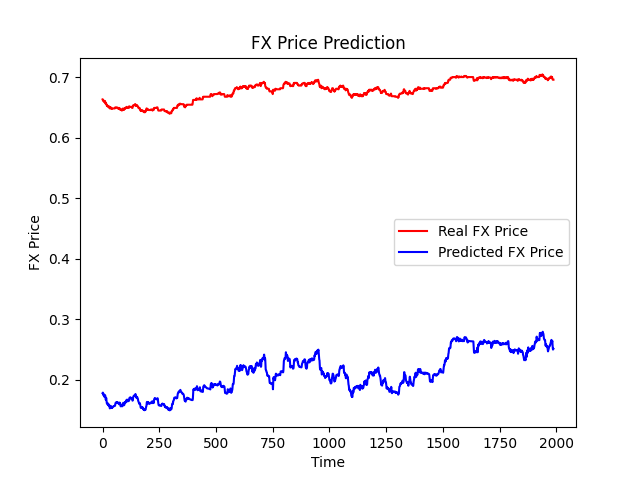 FX Price Prediction
0.7
0.6
0.5
0.4
0.3
0.2
FX Price
Real FX Price
Predicted FX Price
0 250 500 750 1000 1250 1500 1750 2000
Time